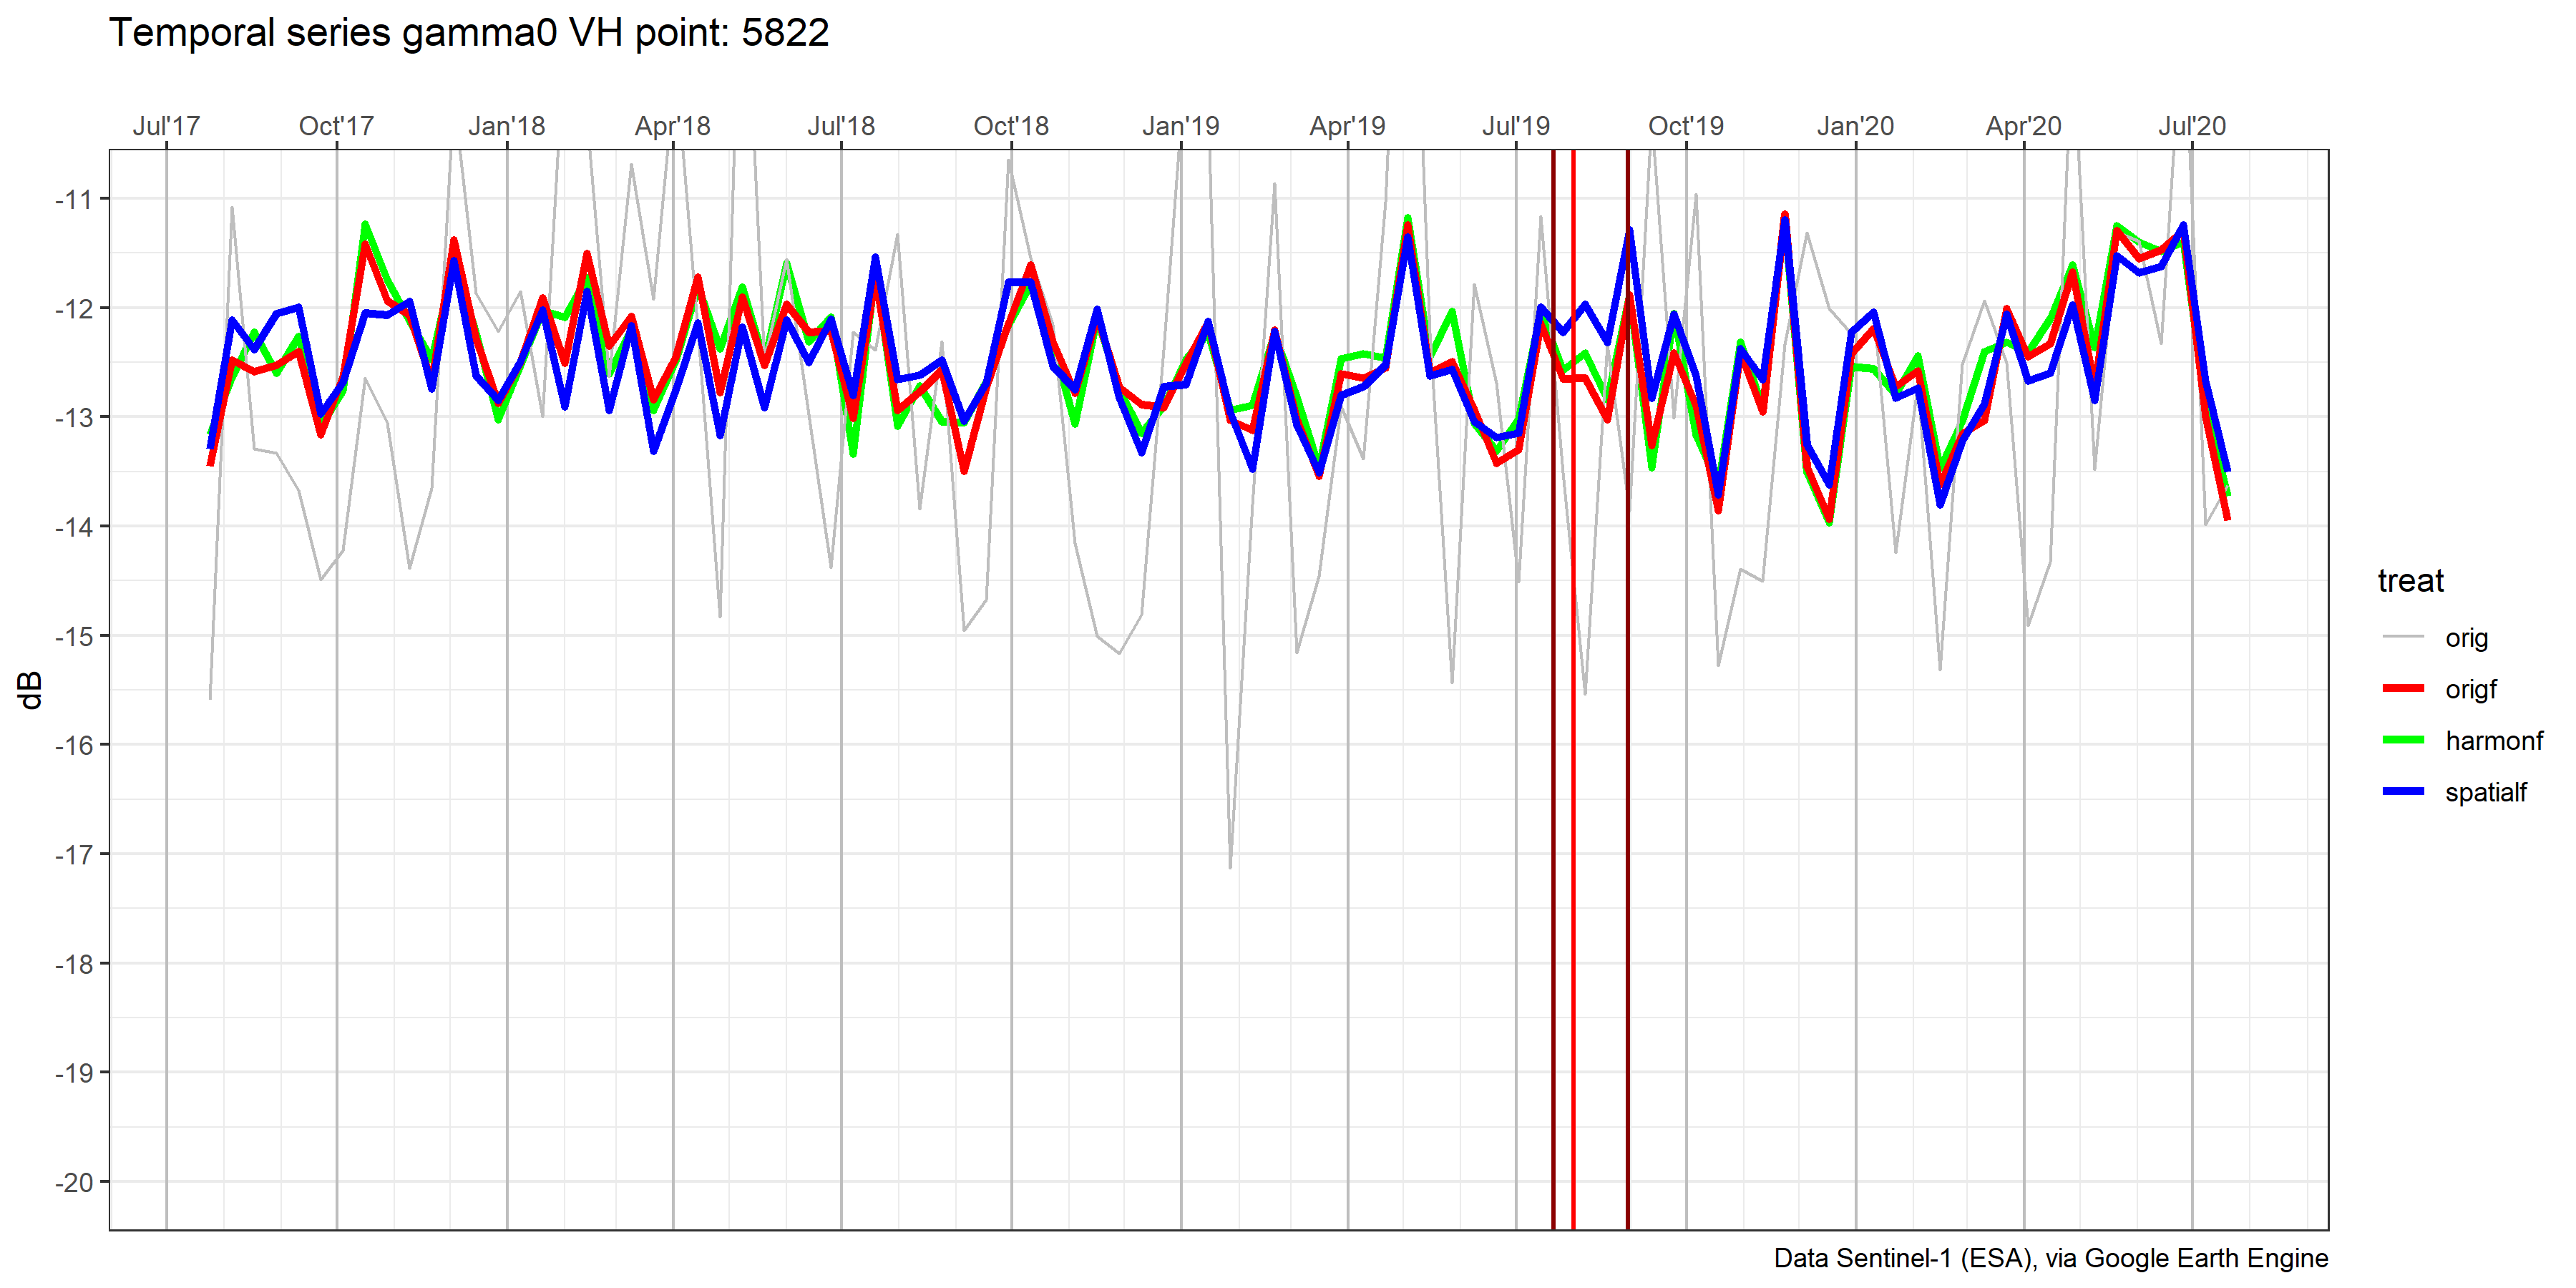 Temporal series gamma0 VH point: 5822
Jul'17 Oct'17 Jan'18 Apr'18 Jul'18 Oct'18 Jan'19 Apr'19 Jul'19 Oct'19 Jan'20 Apr'20 Jul'20
-11
-12
-13
-14
-15
-16
-17
-18
-19
-20
dB
treat
orig
origf
harmonf
spatialf
Data Sentinel-1 (ESA), via Google Earth Engine